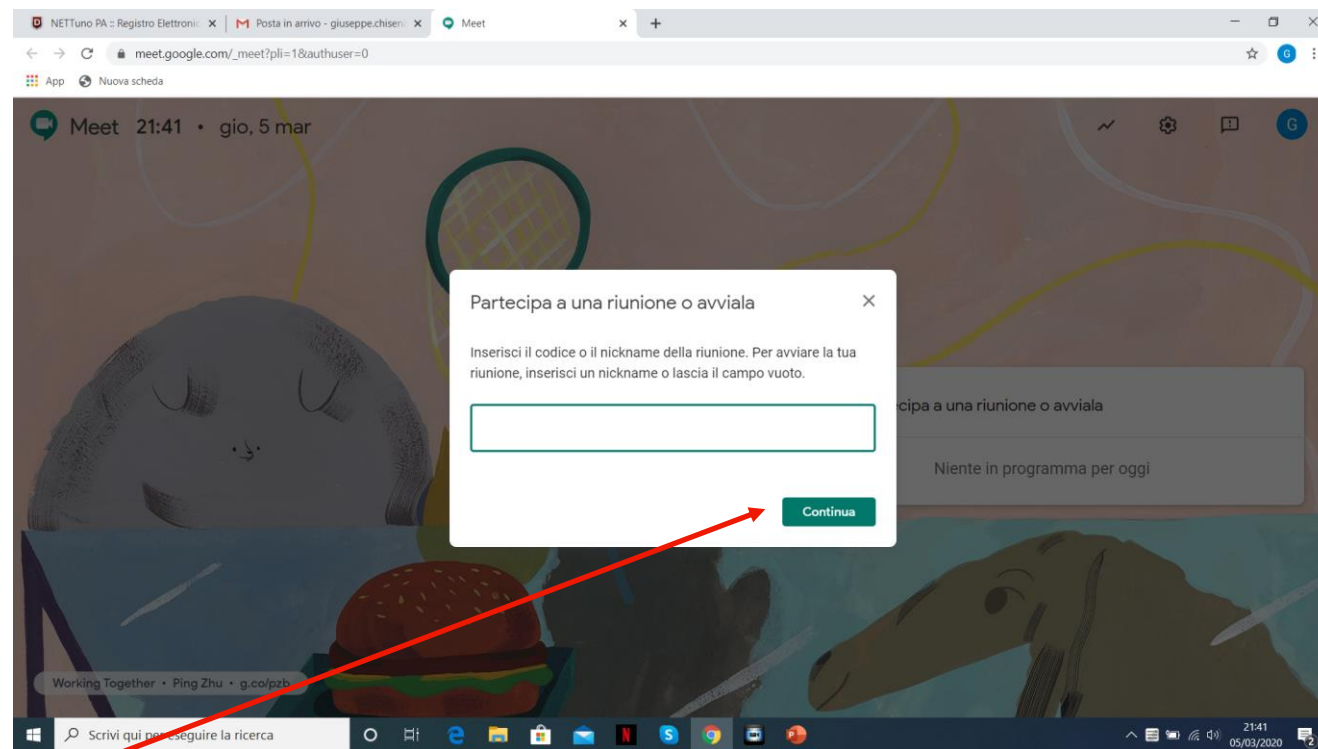 NETTuno PA :: Registro Elettronic
Posta in arrivo - giuseppe.chisen
Meet
meet.google.com/_meet?pli=1&authuser=0
G
App
Nuova scheda
Meet 21:41 • gio, 5 mar
G
Partecipa a una riunione o avviala
Inserisci il codice o il nickname della riunione. Per avviare la tua
riunione, inserisci un nickname o lascia il campo vuoto.
cipa a una riunione o avviala
Niente in programma per oggi
Continua
Working Together • Ping Zhu • g.co/pzb
Scrivi qui per eseguire la ricerca
N
S
21:41
05/03/2020
2